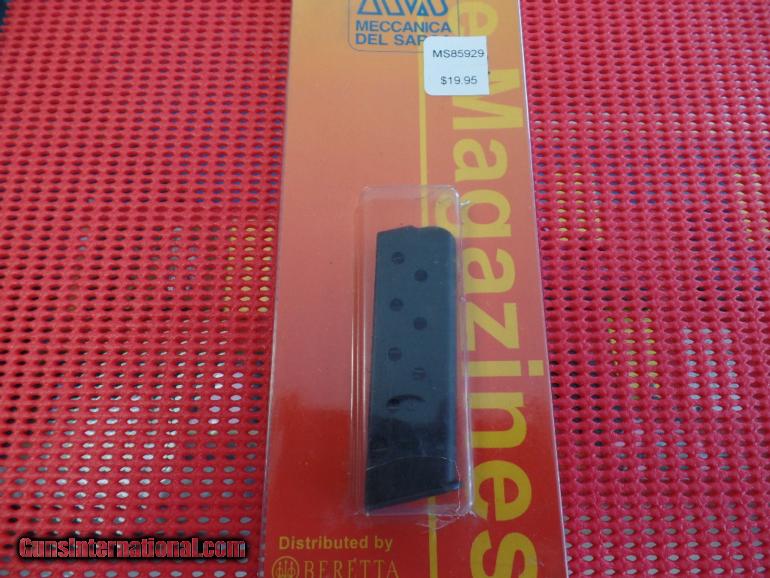 MECCANICA
DEL SAR
MS85929
$19.95
e Magazines
Distributed by
BERETTA
GunsInternational.com